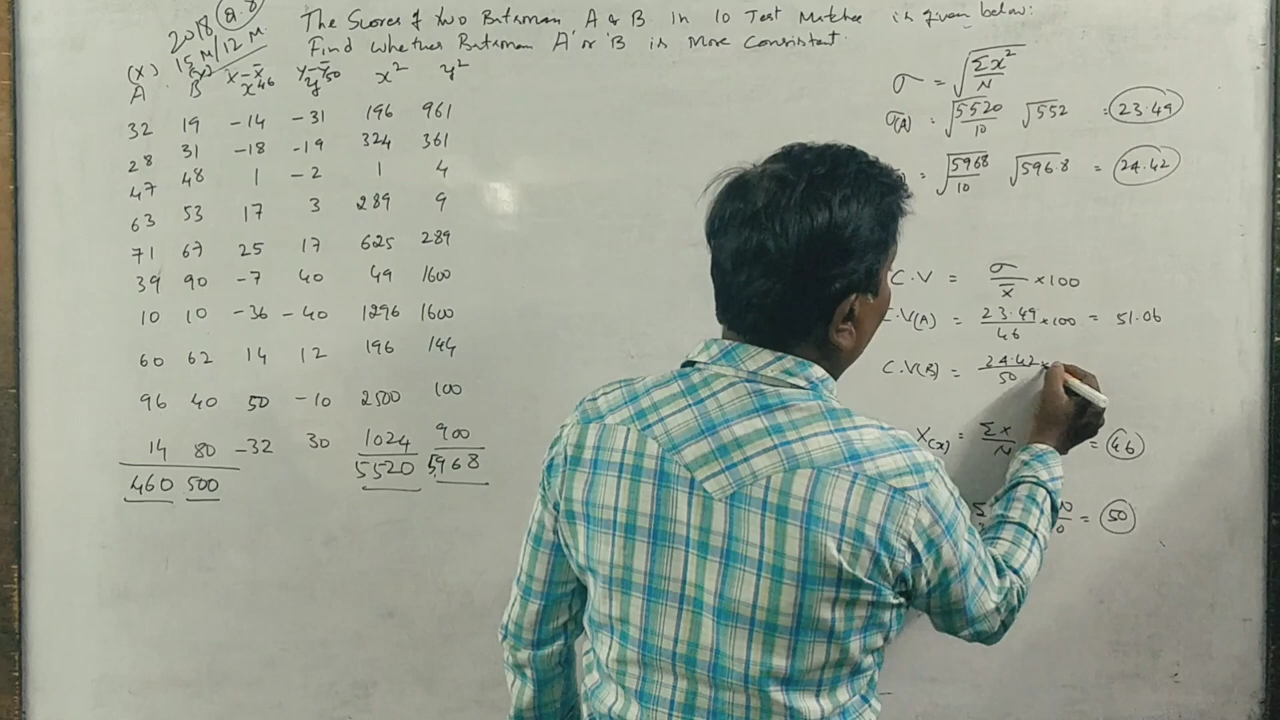 2018 Q.8
15 M/12 M.
The Scores of two Batsman A & B in 10 Test Matches is given below:
Find whether Batsman 'A' or 'B' is More Consistent.
(X) (Y) X-X̄ Y-Ȳ
A B x 46 y 50 x² y²
32 19 -14 -31 196 961
28 31 -18 -19 324 361
47 48 1 -2 1 4
63 53 17 3 289 9
71 67 25 17 625 289
39 90 -7 40 49 1600
10 10 -36 -40 1296 1600
60 62 14 12 196 144
96 40 50 -10 2500 100
14 80 -32 30 1024 900
460 500 5520 5968
σ = √Σx²/N
σ(A) = √5520/10 √552 = 23.49
= √5968/10 √596.8 = 24.42
C.V = σ/x̄ ×100
C.V(A) = 23.49/46 ×100 = 51.06
C.V(B) = 24.42/50 ×
X(x) = Σx/N = 46
= 50